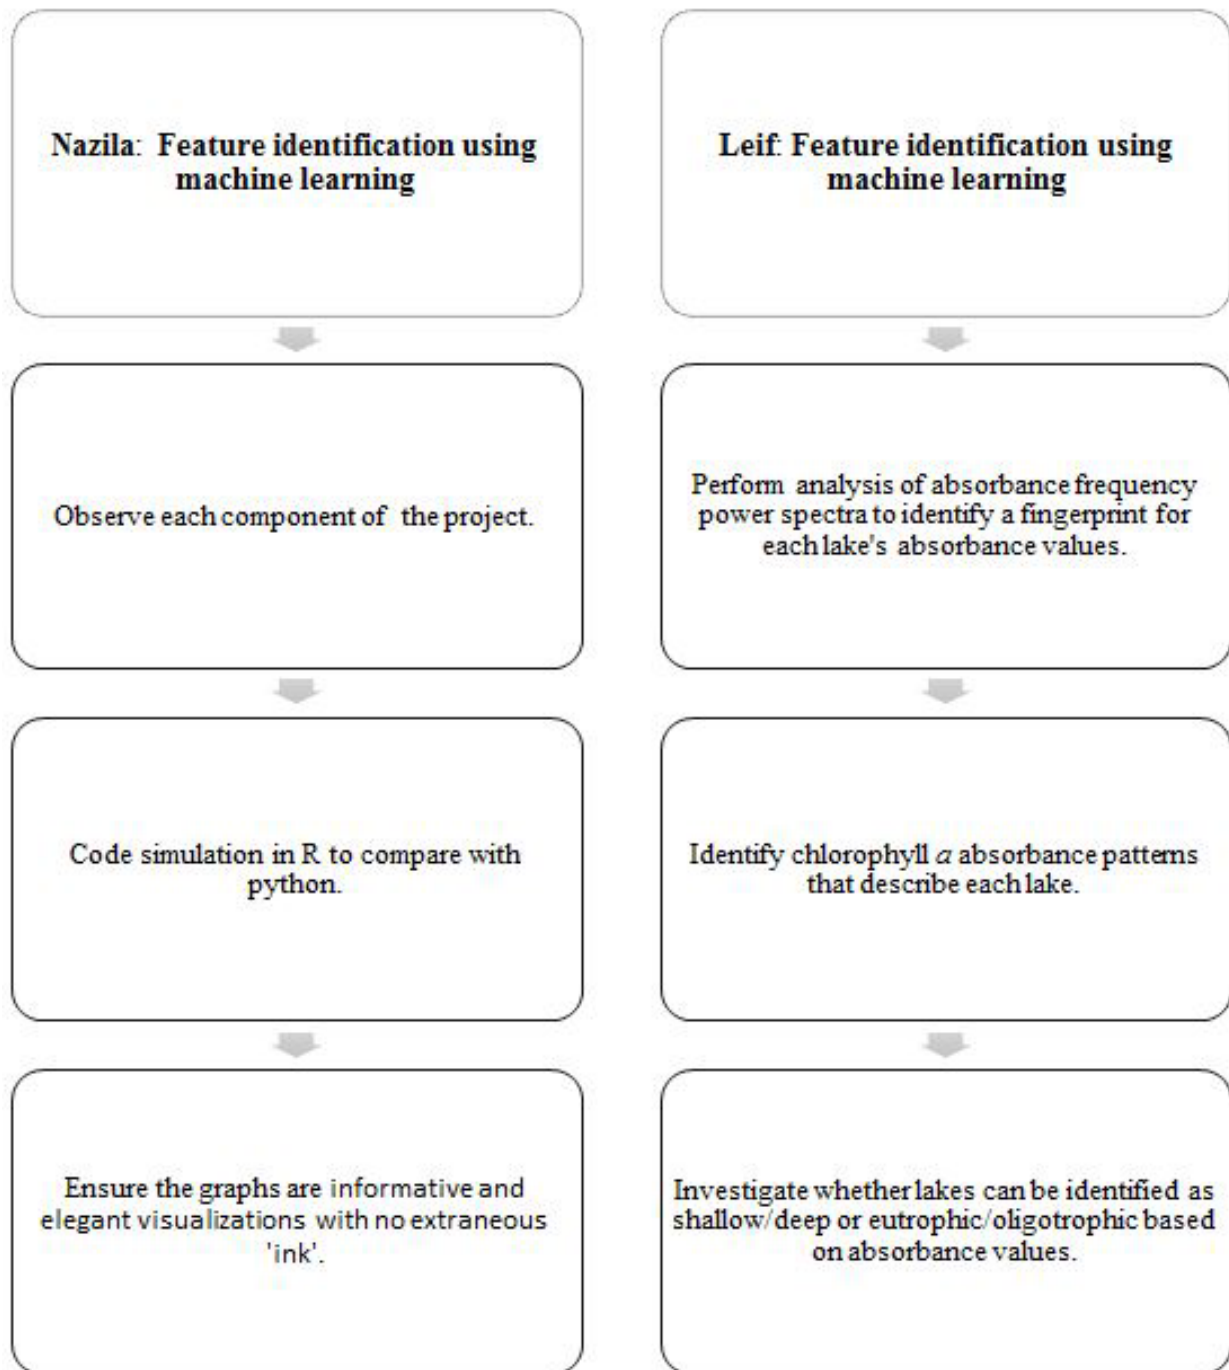 Nazila: Feature identification using
machine learning
Observe each component of the project.
Code simulation in R to compare with
python.
Ensure the graphs are informative and
elegant visualizations with no extraneous
'ink'.
Leif: Feature identification using
machine learning
Perform analysis of absorbance frequency
power spectra to identify a fingerprint for
each lake's absorbance values.
Identify chlorophyll a absorbance patterns
that describe each lake.
Investigate whether lakes can be identified as
shallow/deep or eutrophic/oligotrophic based
on absorbance values.